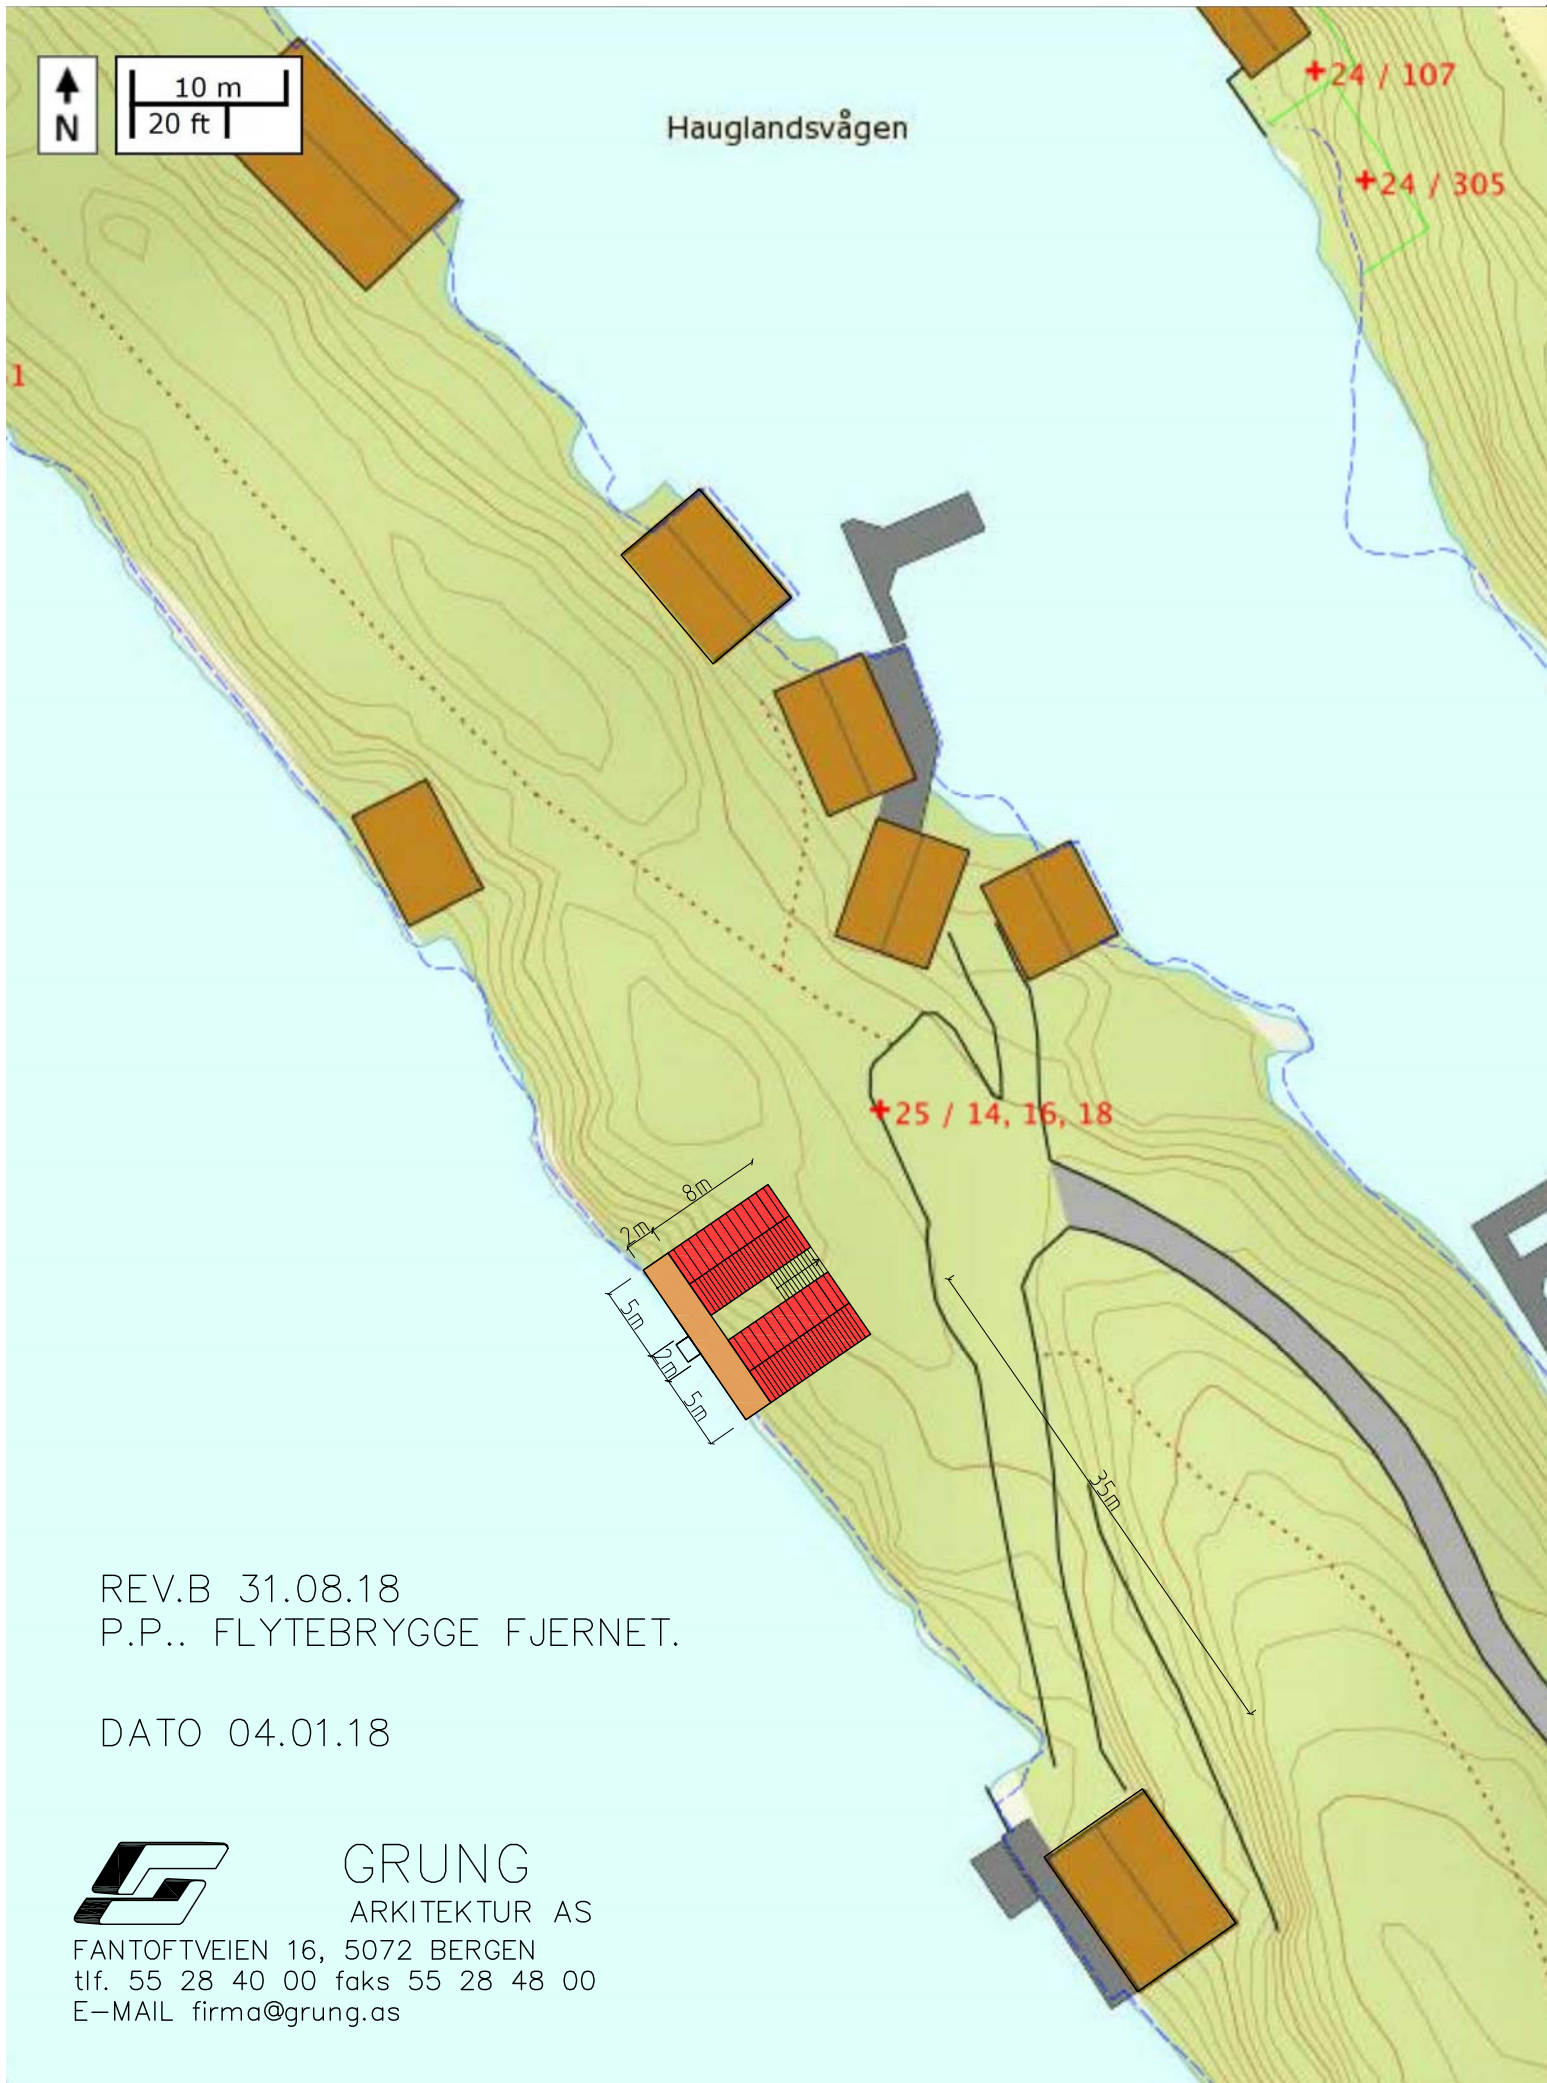 N
10 m
20 ft
Hauglandsvågen
24 / 107
24 / 305
1
25 / 14, 16, 18
8m
2m
5m
2m
5m
35m
REV.B 31.08.18
P.P.. FLYTEBRYGGE FJERNET.
DATO 04.01.18
GRUNG
ARKITEKTUR AS
FANTOFTVEIEN 16, 5072 BERGEN
tlf. 55 28 40 00 faks 55 28 48 00
E-MAIL firma@grung.as